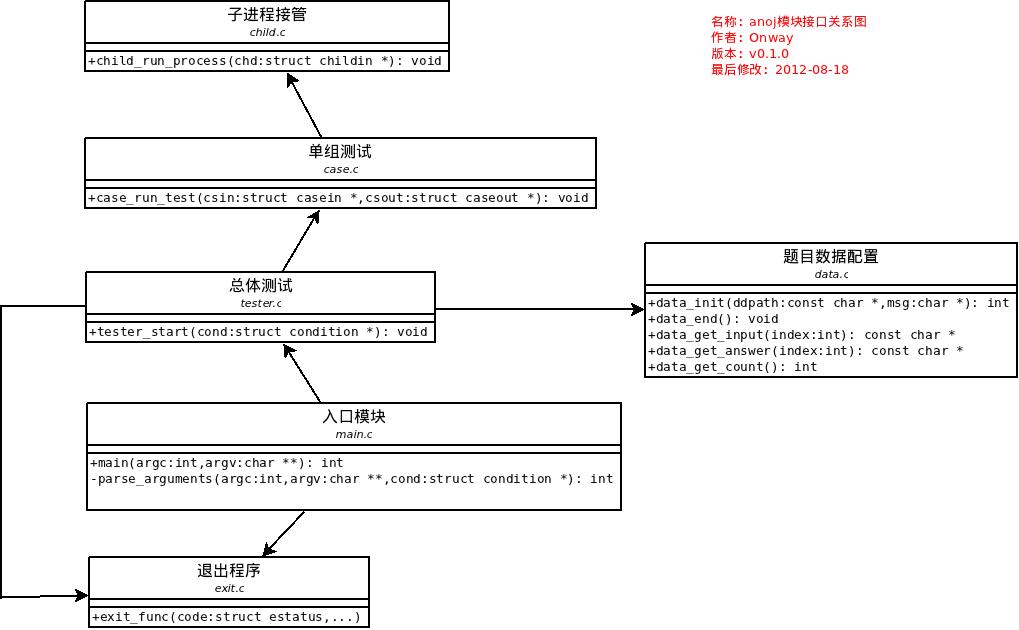 子进程接管
child.c
+child_run_process(chd:struct childin *): void
名称: anoj模块接口关系图
作者: Onway
版本: v0.1.0
最后修改: 2012-08-18
单组测试
case.c
+case_run_test(csin:struct casein *,csout:struct caseout *): void
总体测试
tester.c
+tester_start(cond:struct condition *): void
题目数据配置
data.c
+data_init(ddpath:const char *,msg:char *): int
+data_end(): void
+data_get_input(index:int): const char *
+data_get_answer(index:int): const char *
+data_get_count(): int
入口模块
main.c
+main(argc:int,argv:char **): int
-parse_arguments(argc:int,argv:char **,cond:struct condition *): int
退出程序
exit.c
+exit_func(code:struct estatus,...)